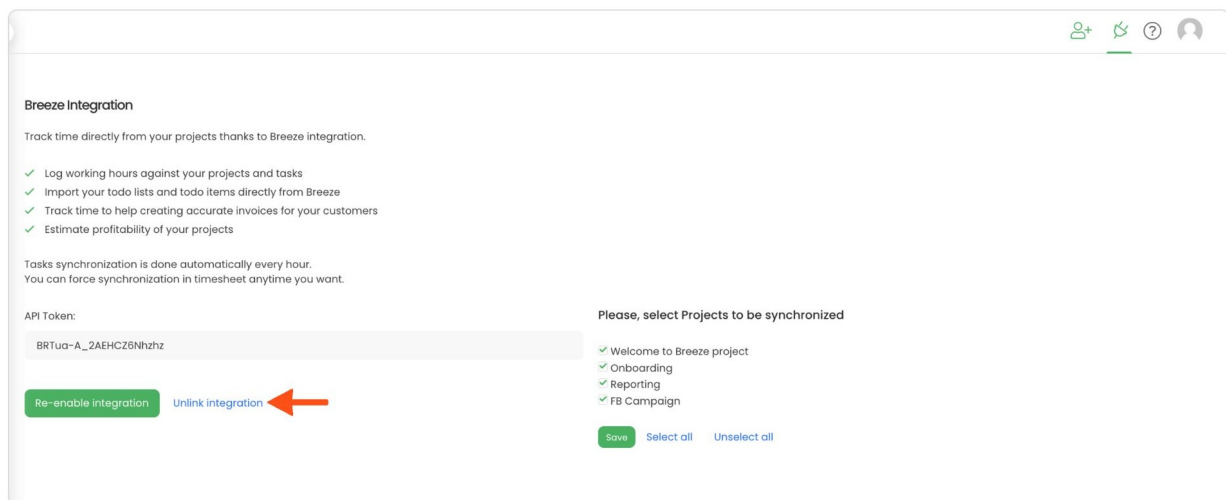 Breeze Integration
Track time directly from your projects thanks to Breeze integration.
Log working hours against your projects and tasks
Import your todo lists and todo items directly from Breeze
Track time to help creating accurate invoices for your customers
Estimate profitability of your projects
Tasks synchronization is done automatically every hour.
You can force synchronization in timesheet anytime you want.
API Token:
BRTua-A_2AEHCZ6Nhzhz
Re-enable integration
Unlink integration
Please, select Projects to be synchronized
Welcome to Breeze project
Onboarding
Reporting
FB Campaign
Save
Select all
Unselect all